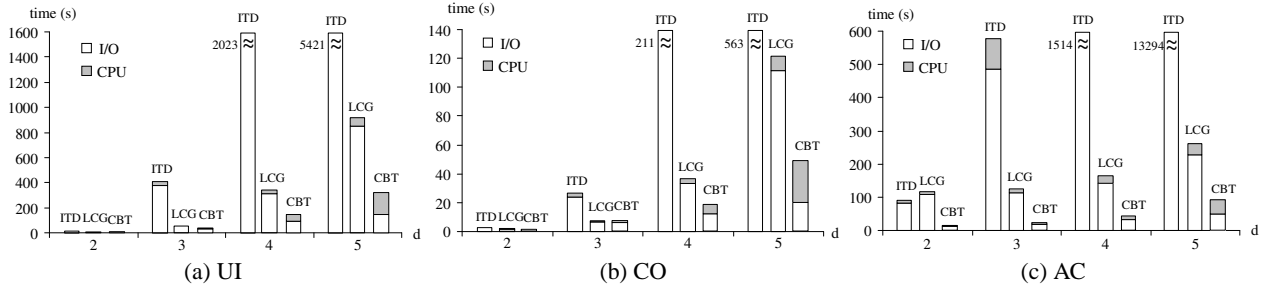 time (s)
1600
1400
1200
1000
800
600
400
200
0
I/O
CPU
ITD LCG CBT
ITD
LCG CBT
ITD
2023
LCG
CBT
ITD
5421
LCG
CBT
2 3 4 5 d
(a) UI
time (s)
140
120
100
80
60
40
20
0
I/O
CPU
ITD LCG CBT
ITD
LCG CBT
ITD
211
LCG
CBT
ITD
563
LCG
CBT
2 3 4 5 d
(b) CO
time (s)
600
500
400
300
200
100
0
I/O
CPU
ITD LCG
CBT
ITD
LCG
CBT
ITD
1514
LCG
CBT
ITD
13294
LCG
CBT
2 3 4 5 d
(c) AC